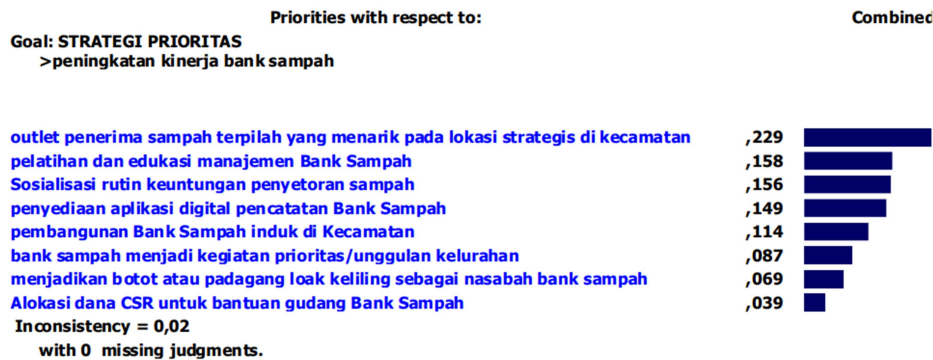 Priorities with respect to:
Combined
Goal: STRATEGI PRIORITAS
>peningkatan kinerja bank sampah
outlet penerima sampah terpilah yang menarik pada lokasi strategis di kecamatan ,229
pelatihan dan edukasi manajemen Bank Sampah ,158
Sosialisasi rutin keuntungan penyetoran sampah ,156
penyediaan aplikasi digital pencatatan Bank Sampah ,149
pembangunan Bank Sampah induk di Kecamatan ,114
bank sampah menjadi kegiatan prioritas/unggulan kelurahan ,087
menjadikan botot atau padagang loak keliling sebagai nasabah bank sampah ,069
Alokasi dana CSR untuk bantuan gudang Bank Sampah ,039
Inconsistency = 0,02
with 0 missing judgments.